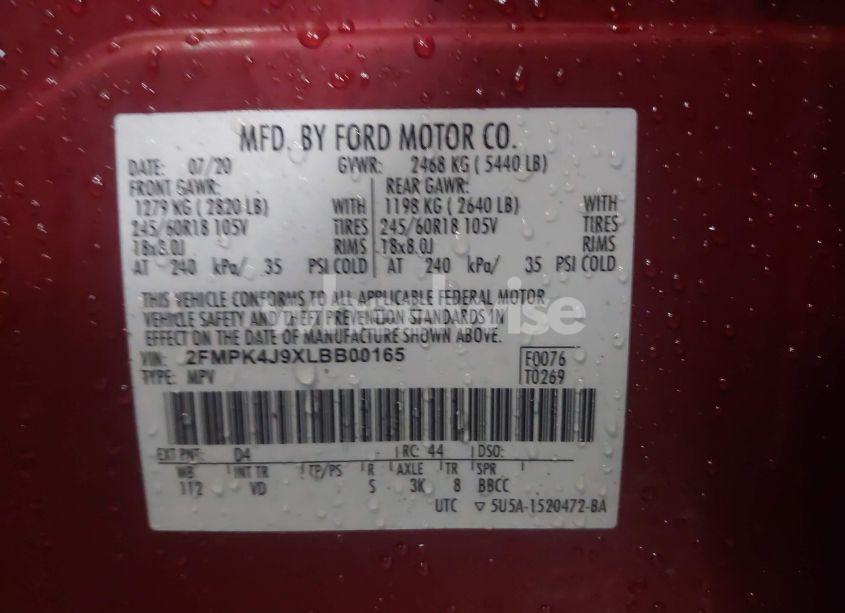 MFD. BY FORD MOTOR CO.
DATE: 07/20 GVWR: 2468 KG ( 5440 LB)
FRONT GAWR: REAR GAWR:
1279 KG ( 2820 LB) WITH 1198 KG ( 2640 LB) WITH
245/60R18 105V TIRES 245/60R18 105V TIRES
18x8.0J RIMS 18x8.0J RIMS
AT 240 kPa/ 35 PSI COLD AT 240 kPa/ 35 PSI COLD
THIS VEHICLE CONFORMS TO ALL APPLICABLE FEDERAL MOTOR
VEHICLE SAFETY AND THEFT PREVENTION STANDARDS IN
EFFECT ON THE DATE OF MANUFACTURE SHOWN ABOVE.
VIN: 2FMPK4J9XLBB00165 F0076
TYPE: MPV T0269
EXT PNT: D4 RC: 44 DSO:
WB INT TR TP/PS R AXLE TR SPR
112 VD S 3K 8 BBCC
UTC ▽ 5U5A-1520472-BA